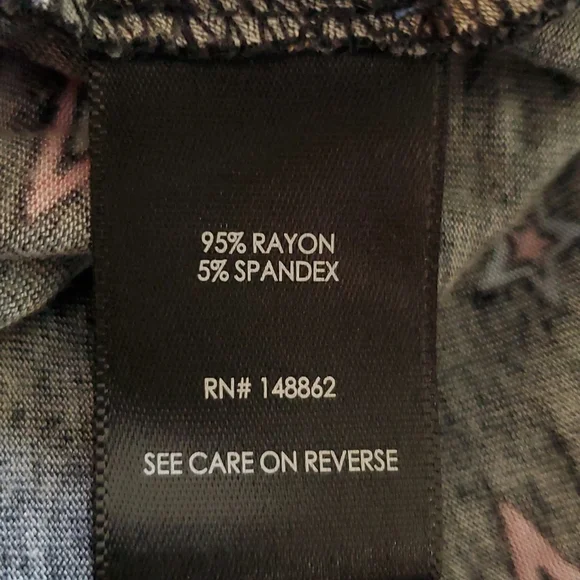 95% RAYON
5% SPANDEX
RN# 148862
SEE CARE ON REVERSE